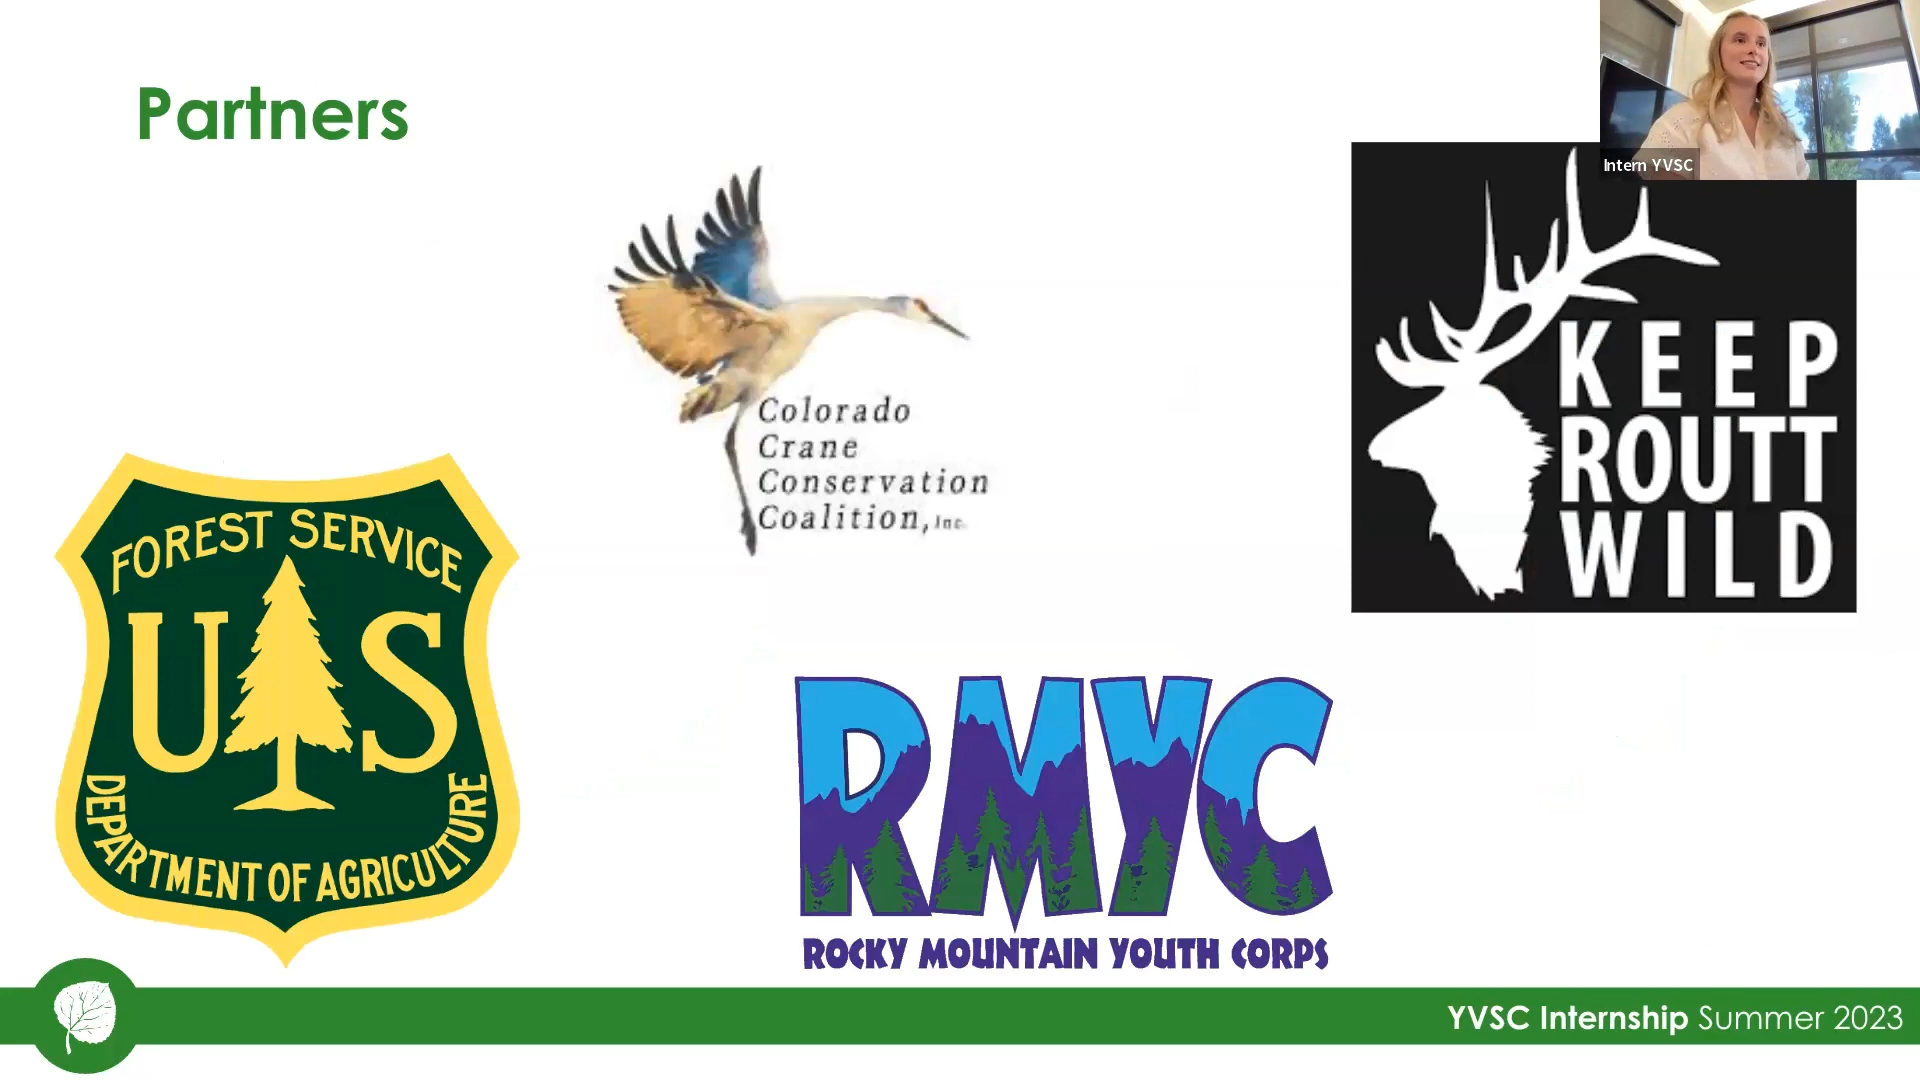 Partners
Intern YVSC
Colorado
Crane
Conservation
Coalition, Inc.
KEEP
ROUTT
WILD
FOREST SERVICE
U S
DEPARTMENT OF AGRICULTURE
RMYC
ROCKY MOUNTAIN YOUTH CORPS
YVSC Internship Summer 2023